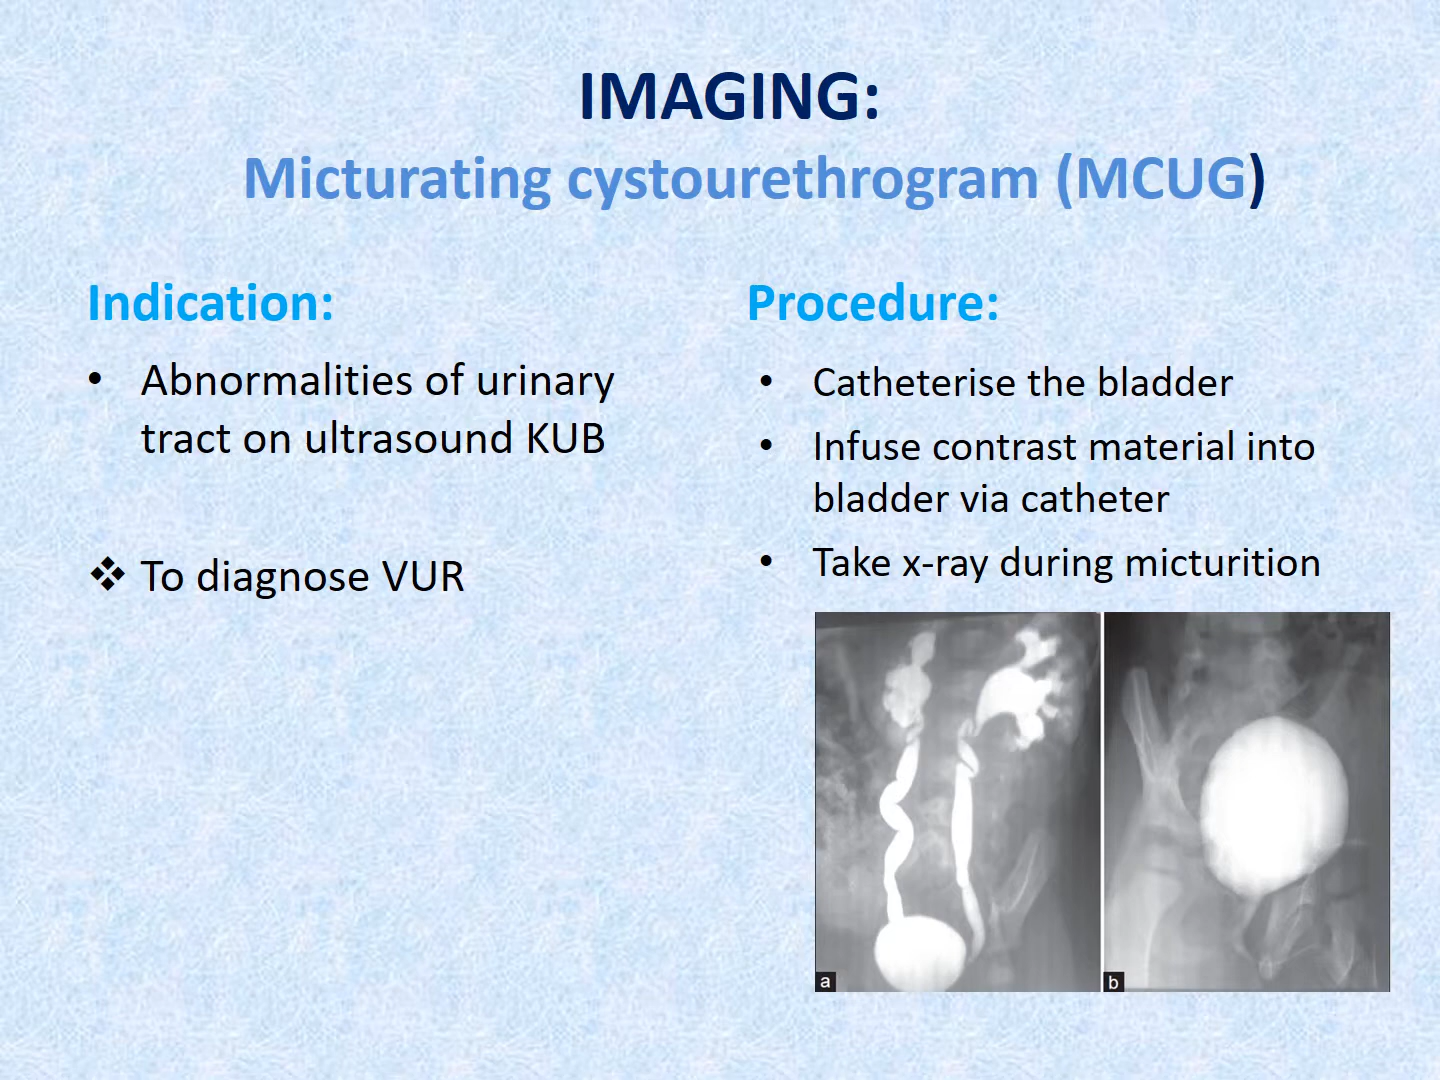 IMAGING:
Micturating cystourethrogram (MCUG)
Indication:
• Abnormalities of urinary
tract on ultrasound KUB
❖ To diagnose VUR
Procedure:
• Catheterise the bladder
• Infuse contrast material into
bladder via catheter
• Take x-ray during micturition
a
b